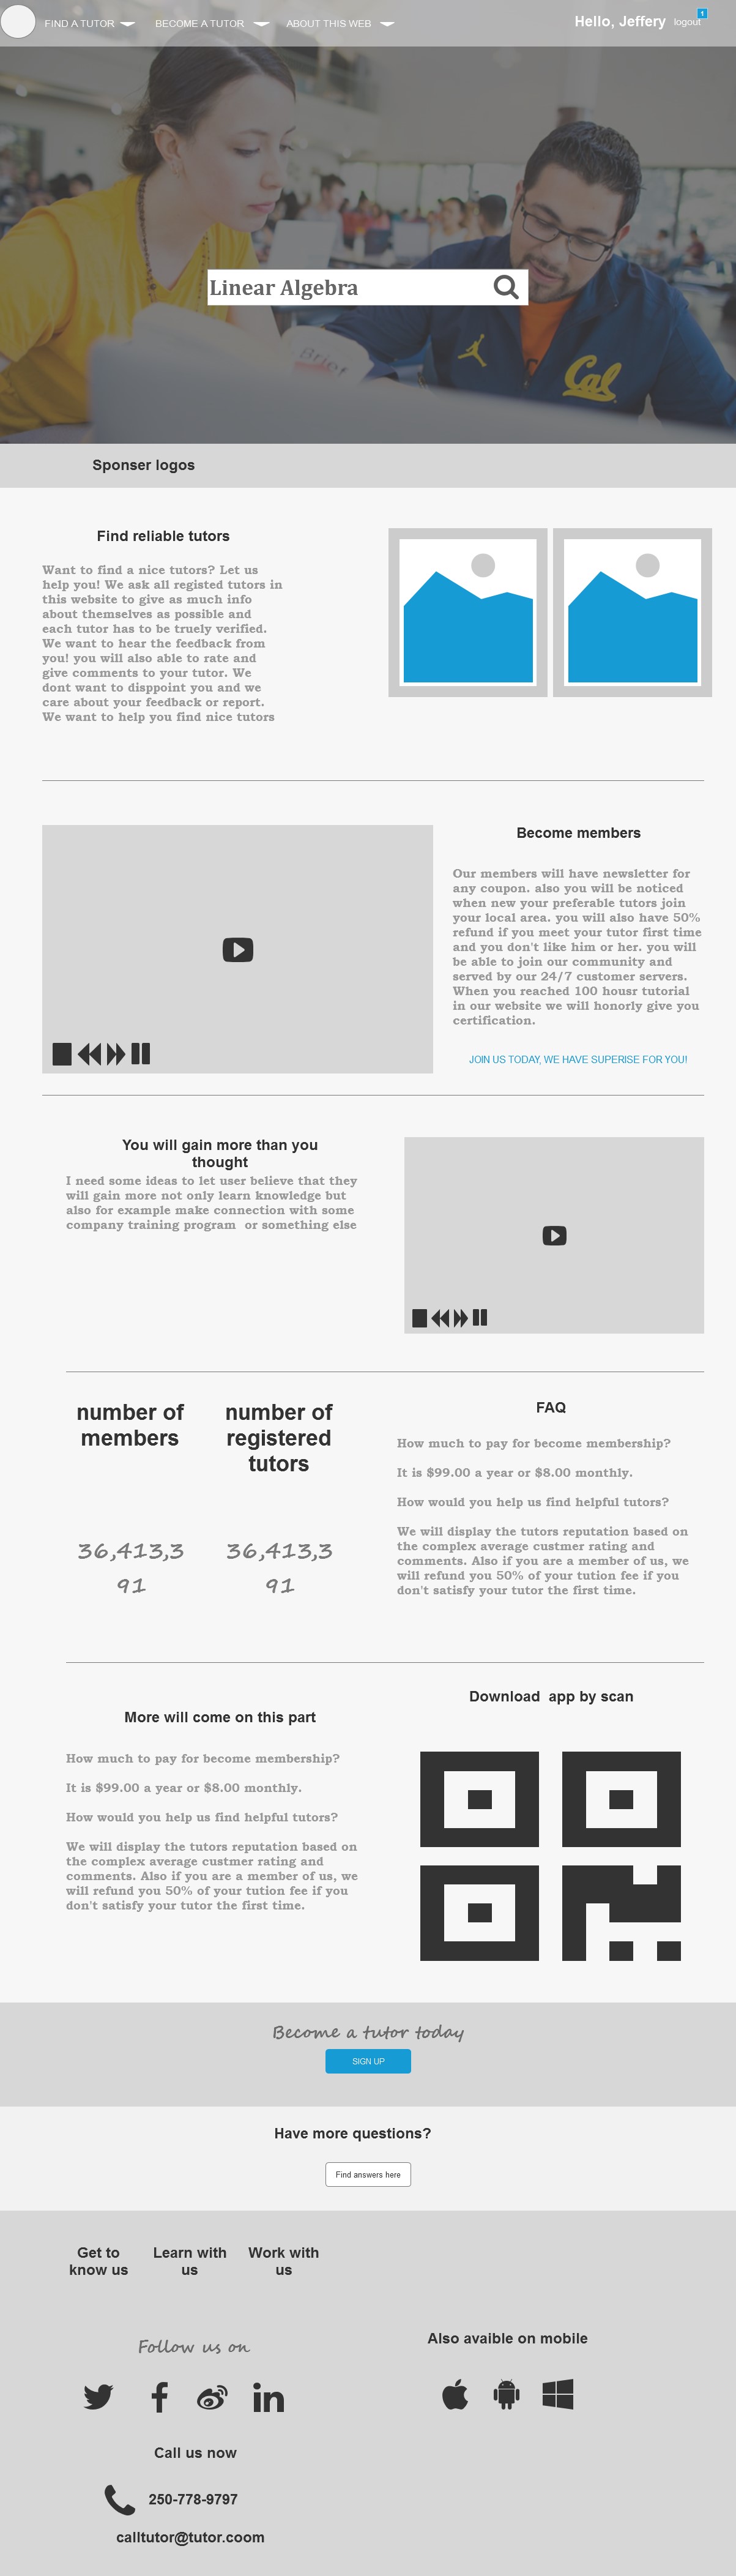 FIND A TUTOR
BECOME A TUTOR
ABOUT THIS WEB
Hello, Jeffery
logout
1
Linear Algebra
Brief
Cal
Sponser logos
Find reliable tutors
Want to find a nice tutors? Let us
help you! We ask all registed tutors in
this website to give as much info
about themselves as possible and
each tutor has to be truely verified.
We want to hear the feedback from
you! you will also able to rate and
give comments to your tutor. We
dont want to disppoint you and we
care about your feedback or report.
We want to help you find nice tutors
Become members
Our members will have newsletter for
any coupon. also you will be noticed
when new your preferable tutors join
your local area. you will also have 50%
refund if you meet your tutor first time
and you don't like him or her. you will
be able to join our community and
served by our 24/7 customer servers.
When you reached 100 housr tutorial
in our website we will honorly give you
certification.
JOIN US TODAY, WE HAVE SUPERISE FOR YOU!
You will gain more than you
thought
I need some ideas to let user believe that they
will gain more not only learn knowledge but
also for example make connection with some
company training program  or something else
number of
members
36,413,3
91
number of
registered
tutors
36,413,3
91
FAQ
How much to pay for become membership?
It is $99.00 a year or $8.00 monthly.
How would you help us find helpful tutors?
We will display the tutors reputation based on
the complex average custmer rating and
comments. Also if you are a member of us, we
will refund you 50% of your tution fee if you
don't satisfy your tutor the first time.
More will come on this part
How much to pay for become membership?
It is $99.00 a year or $8.00 monthly.
How would you help us find helpful tutors?
We will display the tutors reputation based on
the complex average custmer rating and
comments. Also if you are a member of us, we
will refund you 50% of your tution fee if you
don't satisfy your tutor the first time.
Download  app by scan
Become a tutor today
SIGN UP
Have more questions?
Find answers here
Get to
know us
Learn with
us
Work with
us
Follow us on
Also avaible on mobile
Call us now
250-778-9797
calltutor@tutor.coom